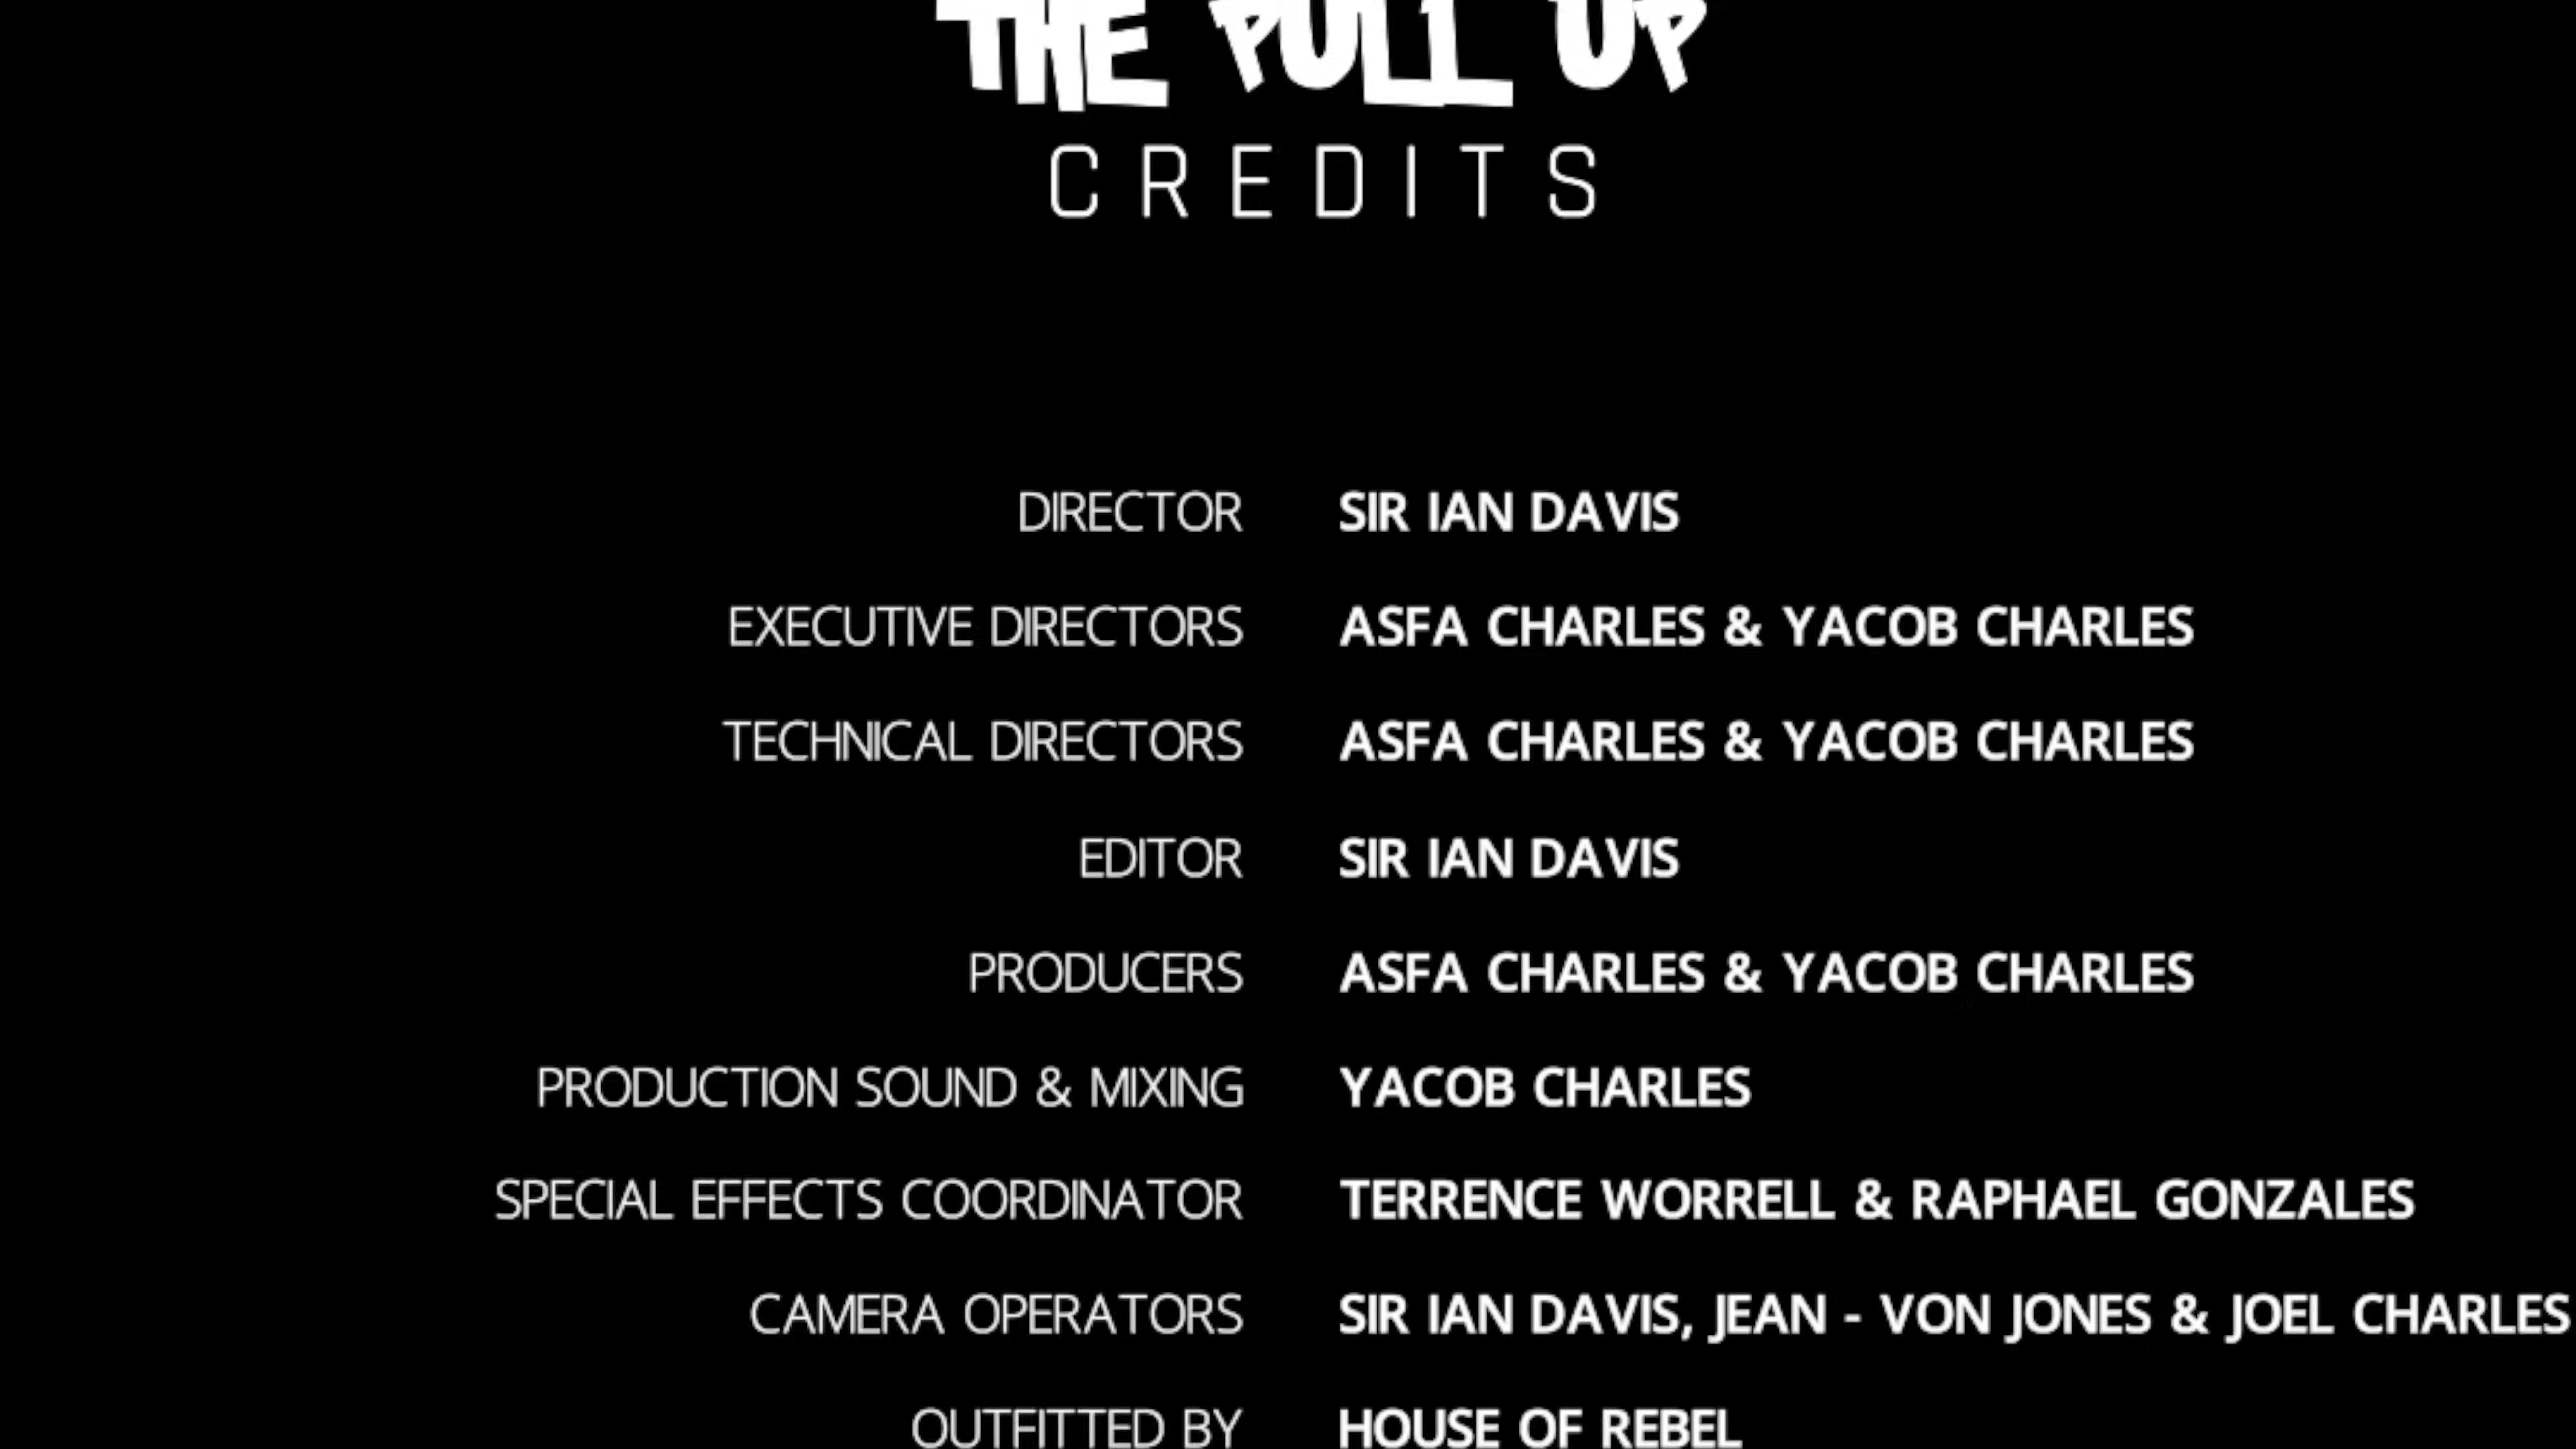 THE PULL UP
CREDITS
DIRECTOR SIR IAN DAVIS
EXECUTIVE DIRECTORS ASFA CHARLES & YACOB CHARLES
TECHNICAL DIRECTORS ASFA CHARLES & YACOB CHARLES
EDITOR SIR IAN DAVIS
PRODUCERS ASFA CHARLES & YACOB CHARLES
PRODUCTION SOUND & MIXING YACOB CHARLES
SPECIAL EFFECTS COORDINATOR TERRENCE WORRELL & RAPHAEL GONZALES
CAMERA OPERATORS SIR IAN DAVIS, JEAN - VON JONES & JOEL CHARLES
OUTFITTED BY HOUSE OF REBEL